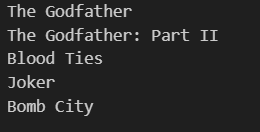 The Godfather
The Godfather: Part II
Blood Ties
Joker
Bomb City